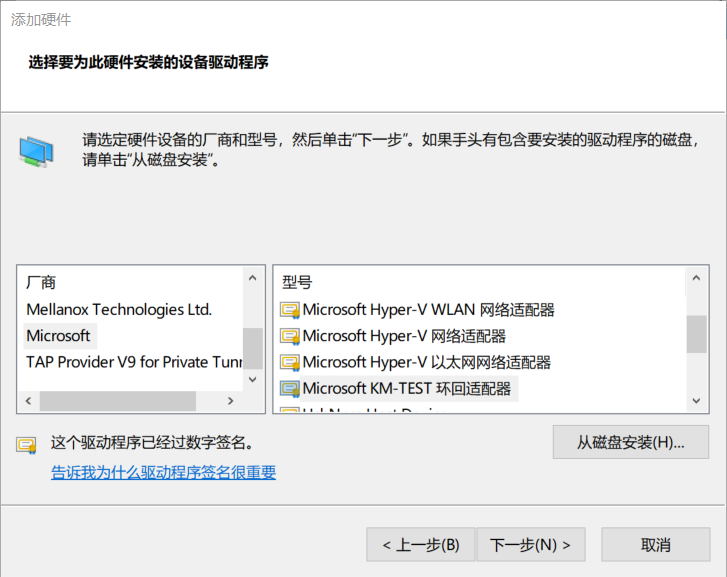 添加硬件
选择要为此硬件安装的设备驱动程序
请选定硬件设备的厂商和型号，然后单击“下一步”。如果手头有包含要安装的驱动程序的磁盘，
请单击“从磁盘安装”。
厂商
Mellanox Technologies Ltd.
Microsoft
TAP Provider V9 for Private Tunn
型号
Microsoft Hyper-V WLAN 网络适配器
Microsoft Hyper-V 网络适配器
Microsoft Hyper-V 以太网网络适配器
Microsoft KM-TEST 环回适配器
这个驱动程序已经过数字签名。
从磁盘安装(H)...
告诉我为什么驱动程序签名很重要
< 上一步(B)
下一步(N) >
取消